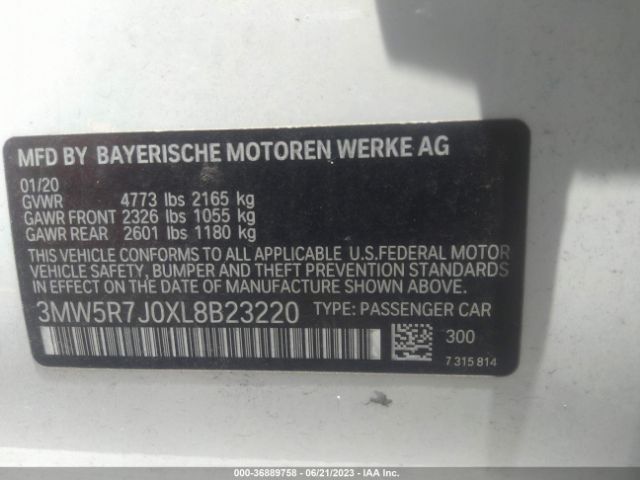 MFD BY BAYERISCHE MOTOREN WERKE AG
01/20
GVWR 4773 lbs 2165 kg
GAWR FRONT 2326 lbs 1055 kg
GAWR REAR 2601 lbs 1180 kg
THIS VEHICLE CONFORMS TO ALL APPLICABLE U.S.FEDERAL MOTOR
VEHICLE SAFETY, BUMPER AND THEFT PREVENTION STANDARDS
IN EFFECT ON THE DATE OF MANUFACTURE SHOWN ABOVE.
3MW5R7J0XL8B23220 TYPE: PASSENGER CAR
300
7 315 814
000-36889758 - 06/21/2023 - IAA Inc.